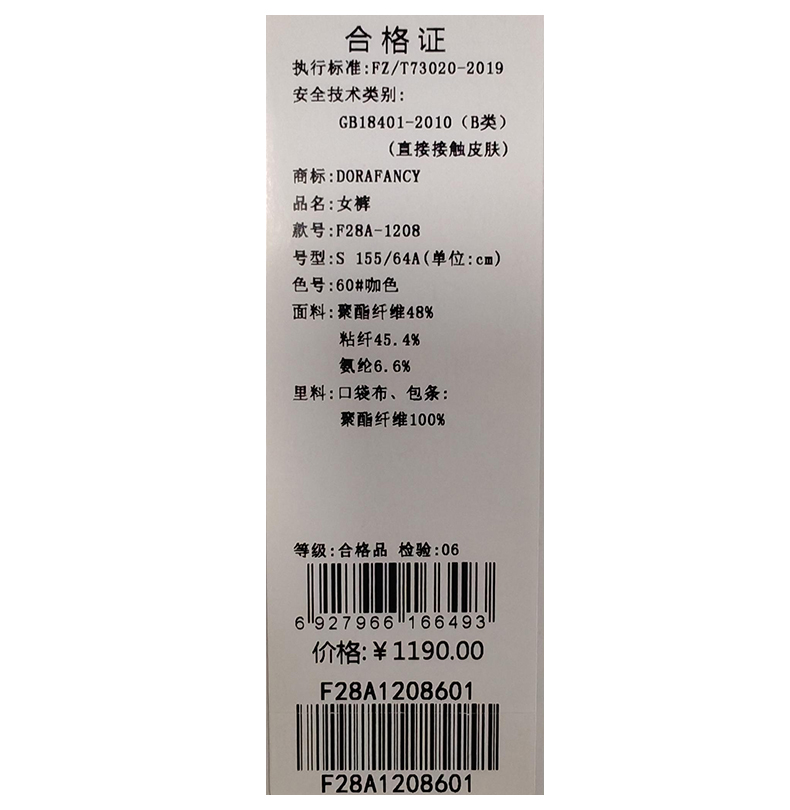 合格证
执行标准:FZ/T73020-2019
安全技术类别:
GB18401-2010（B类）
(直接接触皮肤)
商标:DORAFANCY
品名:女裤
款号:F28A-1208
号型:S 155/64A(单位:cm)
色号:60#咖色
面料:聚酯纤维48%
粘纤45.4%
氨纶6.6%
里料:口袋布、包条:
聚酯纤维100%
等级:合格品 检验:06
6 927966 166493
价格:￥1190.00
F28A1208601
F28A1208601